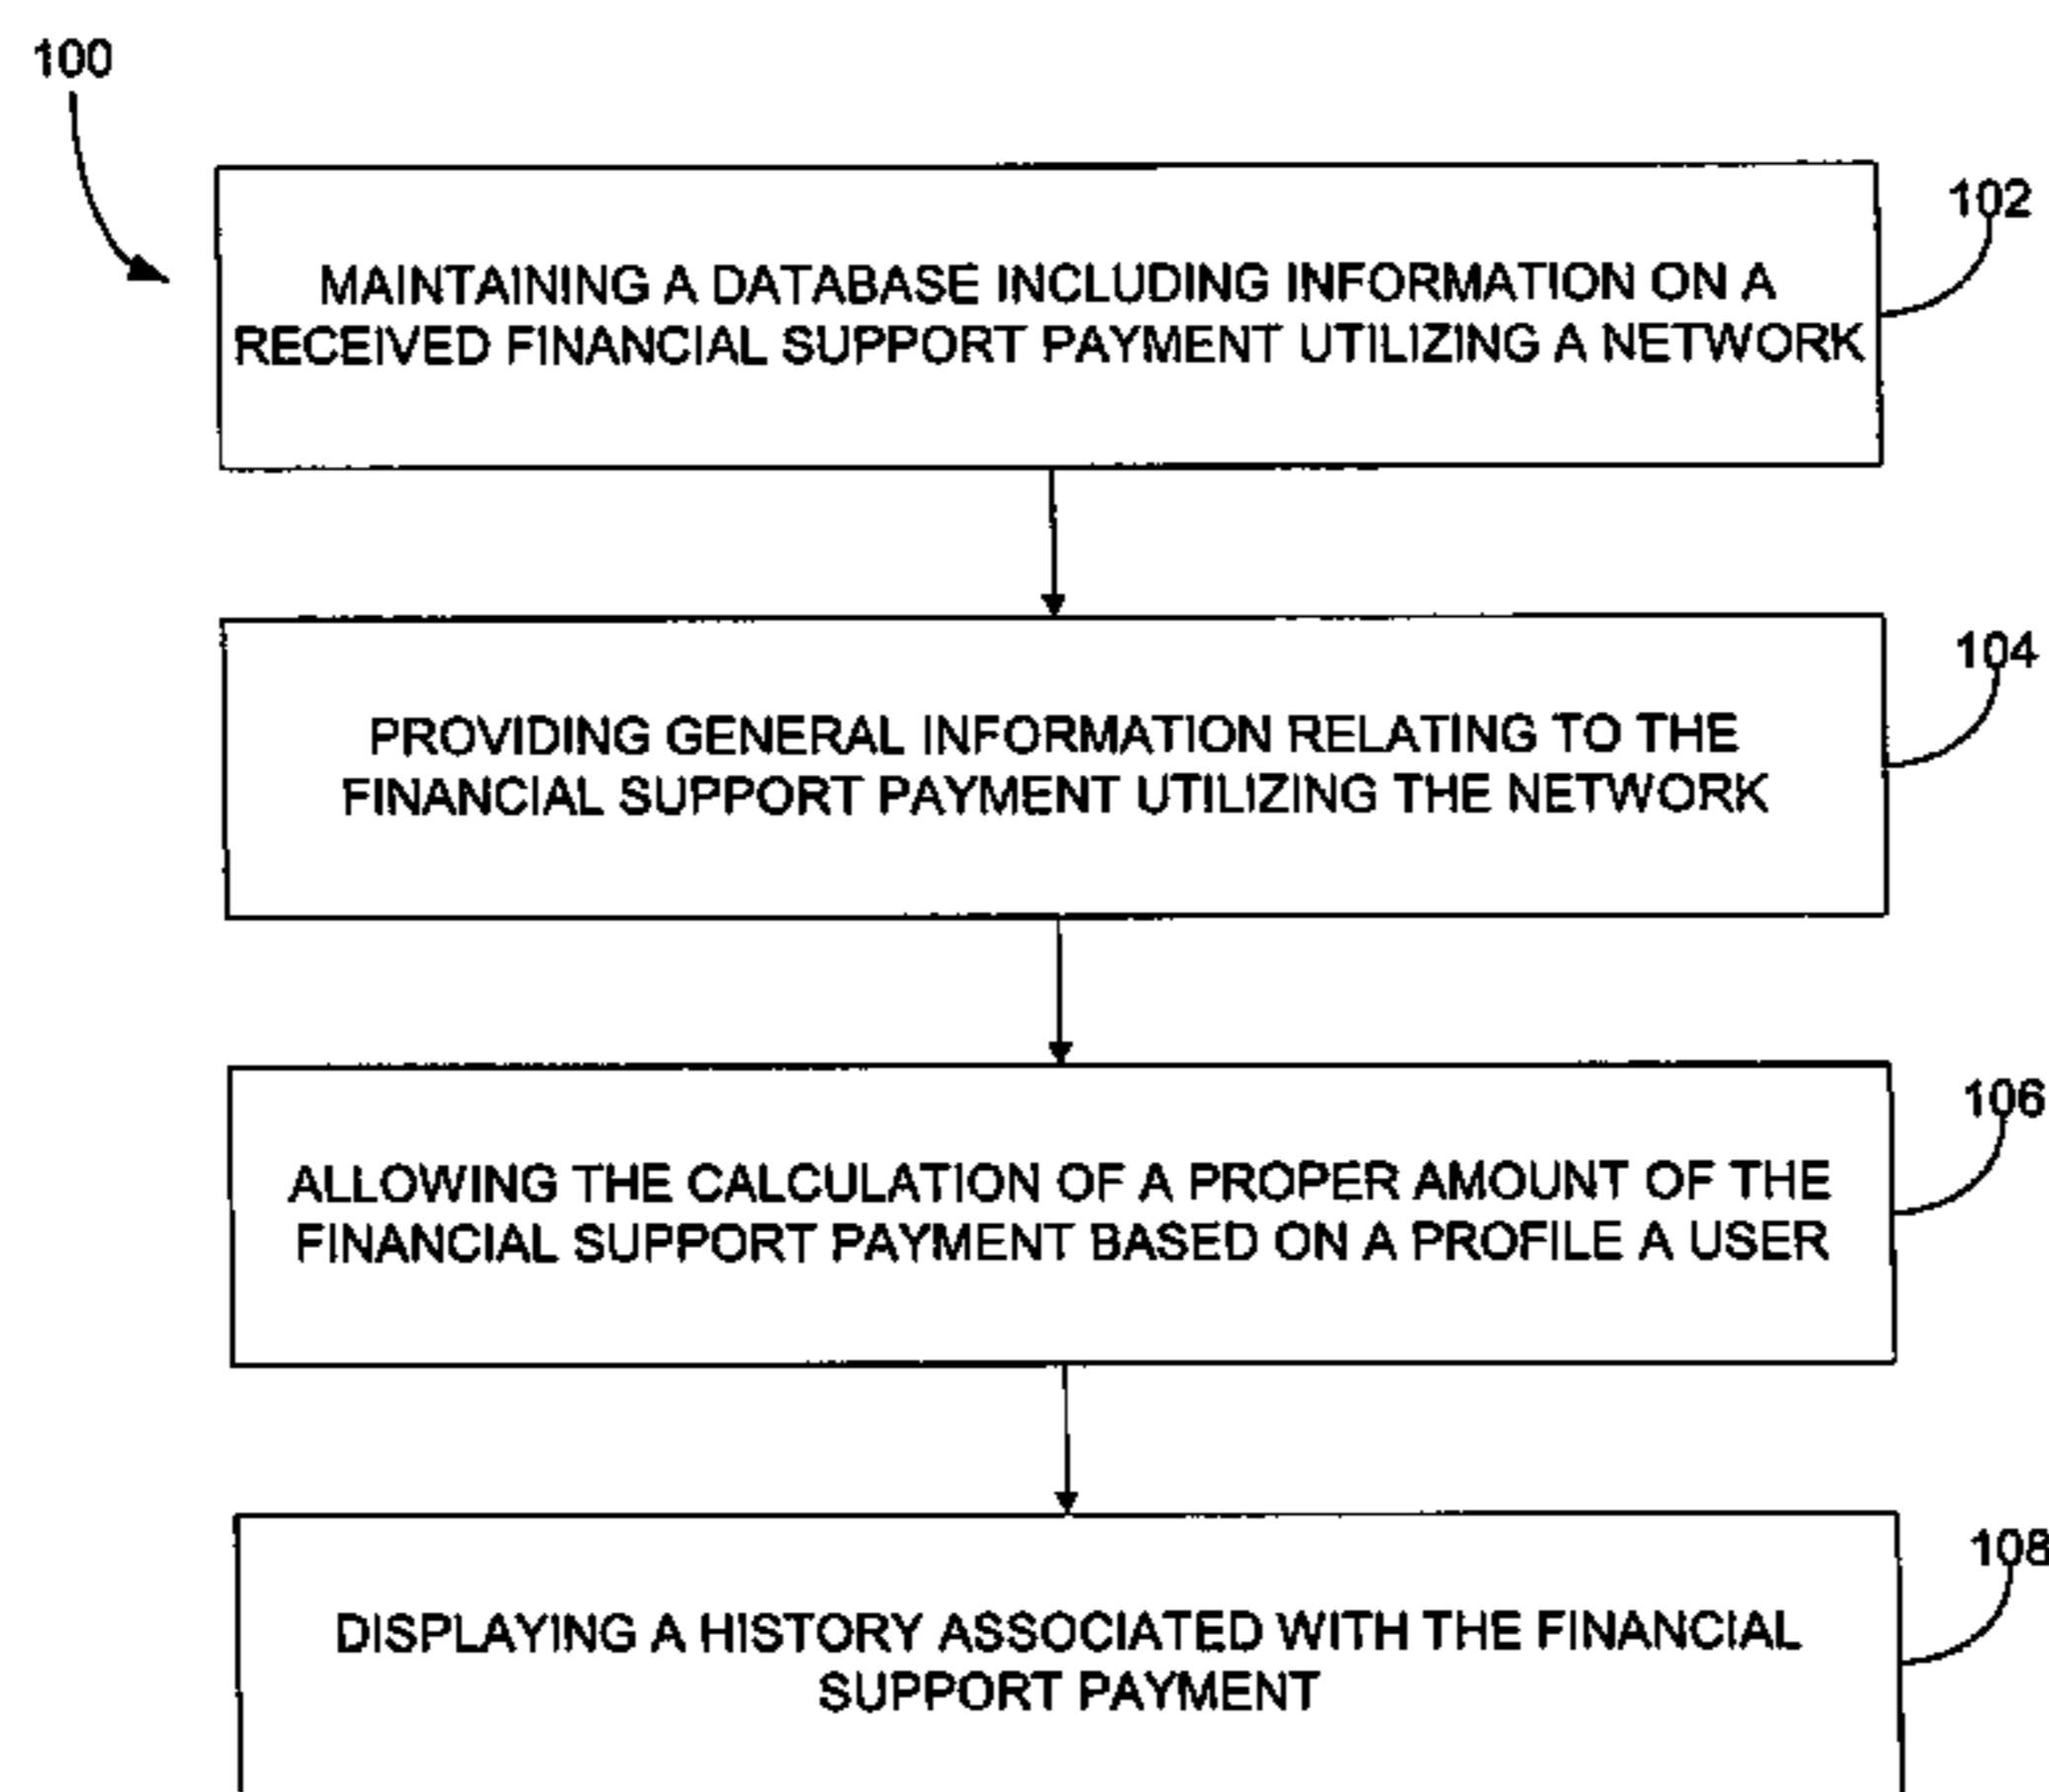 100
102
MAINTAINING A DATABASE INCLUDING INFORMATION ON A
RECEIVED FINANCIAL SUPPORT PAYMENT UTILIZING A NETWORK
104
PROVIDING GENERAL INFORMATION RELATING TO THE
FINANCIAL SUPPORT PAYMENT UTILIZING THE NETWORK
106
ALLOWING THE CALCULATION OF A PROPER AMOUNT OF THE
FINANCIAL SUPPORT PAYMENT BASED ON A PROFILE A USER
108
DISPLAYING A HISTORY ASSOCIATED WITH THE FINANCIAL
SUPPORT PAYMENT